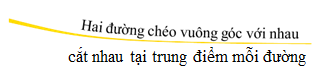 Hai đường chéo vuông góc với nhau
cắt nhau tại trung điểm mỗi đường